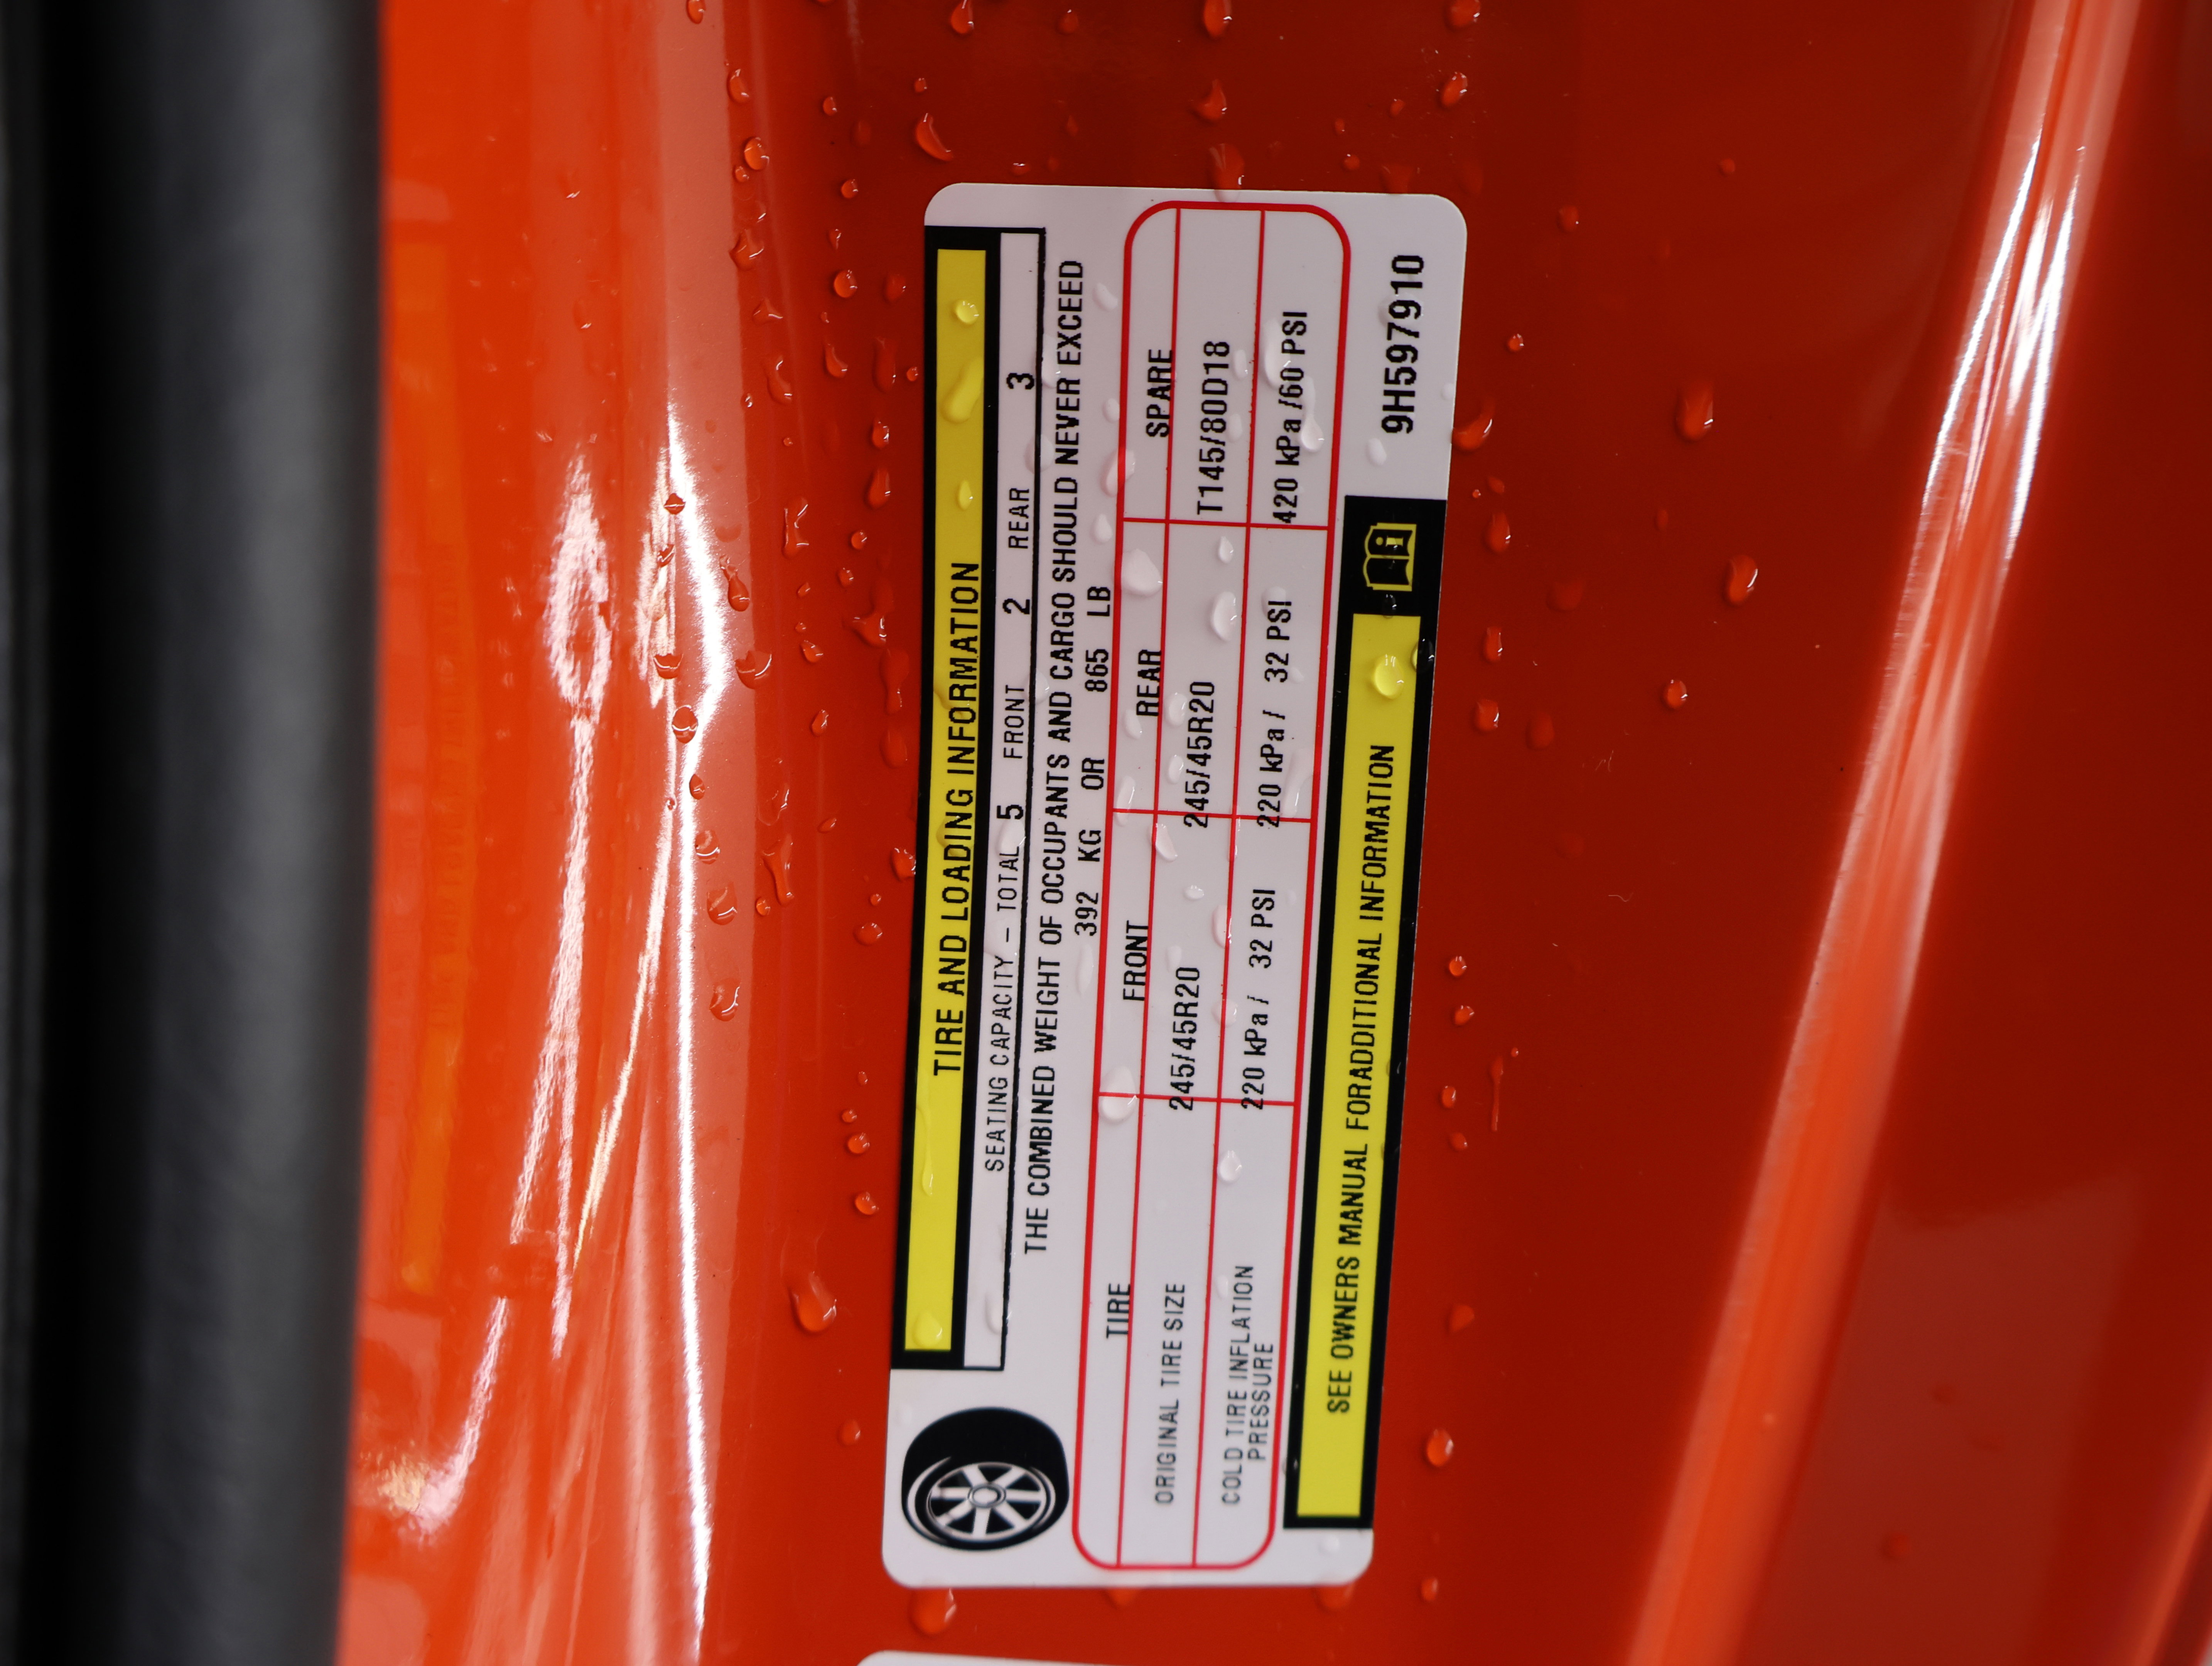 TIRE AND LOADING INFORMATION
SEATING CAPACITY - TOTAL 5 FRONT 2 REAR 3
THE COMBINED WEIGHT OF OCCUPANTS AND CARGO SHOULD NEVER EXCEED
392 KG OR 865 LB
TIRE FRONT REAR SPARE
ORIGINAL TIRE SIZE 245/45R20 245/45R20 T145/80D18
COLD TIRE INFLATION PRESSURE 220 kPa / 32 PSI 220 kPa / 32 PSI 420 kPa /60 PSI
SEE OWNERS MANUAL FORADDITIONAL INFORMATION
9H597910